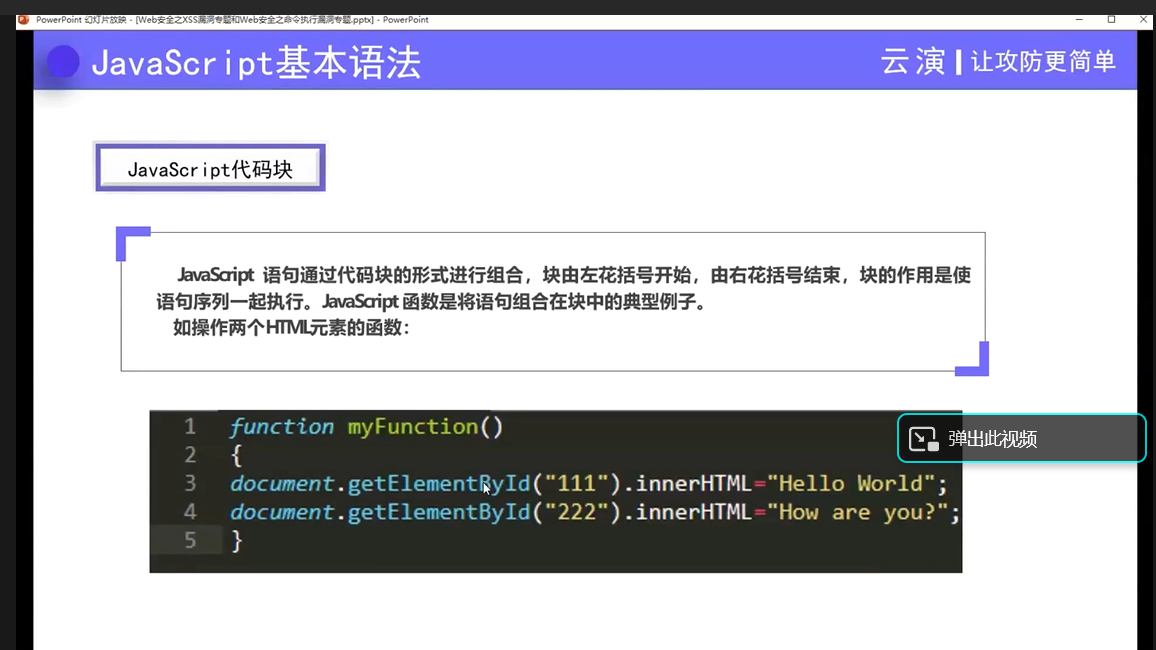 PowerPoint 幻灯片放映 - [Web安全之XSS漏洞专题和Web安全之命令执行漏洞专题.pptx] - PowerPoint
JavaScript基本语法
云演 | 让攻防更简单
JavaScript代码块
JavaScript 语句通过代码块的形式进行组合，块由左花括号开始，由右花括号结束，块的作用是使
语句序列一起执行。JavaScript 函数是将语句组合在块中的典型例子。
如操作两个HTML元素的函数：
1 function myFunction()
2 {
3 document.getElementById("111").innerHTML="Hello World";
4 document.getElementById("222").innerHTML="How are you?";
5 }
弹出此视频